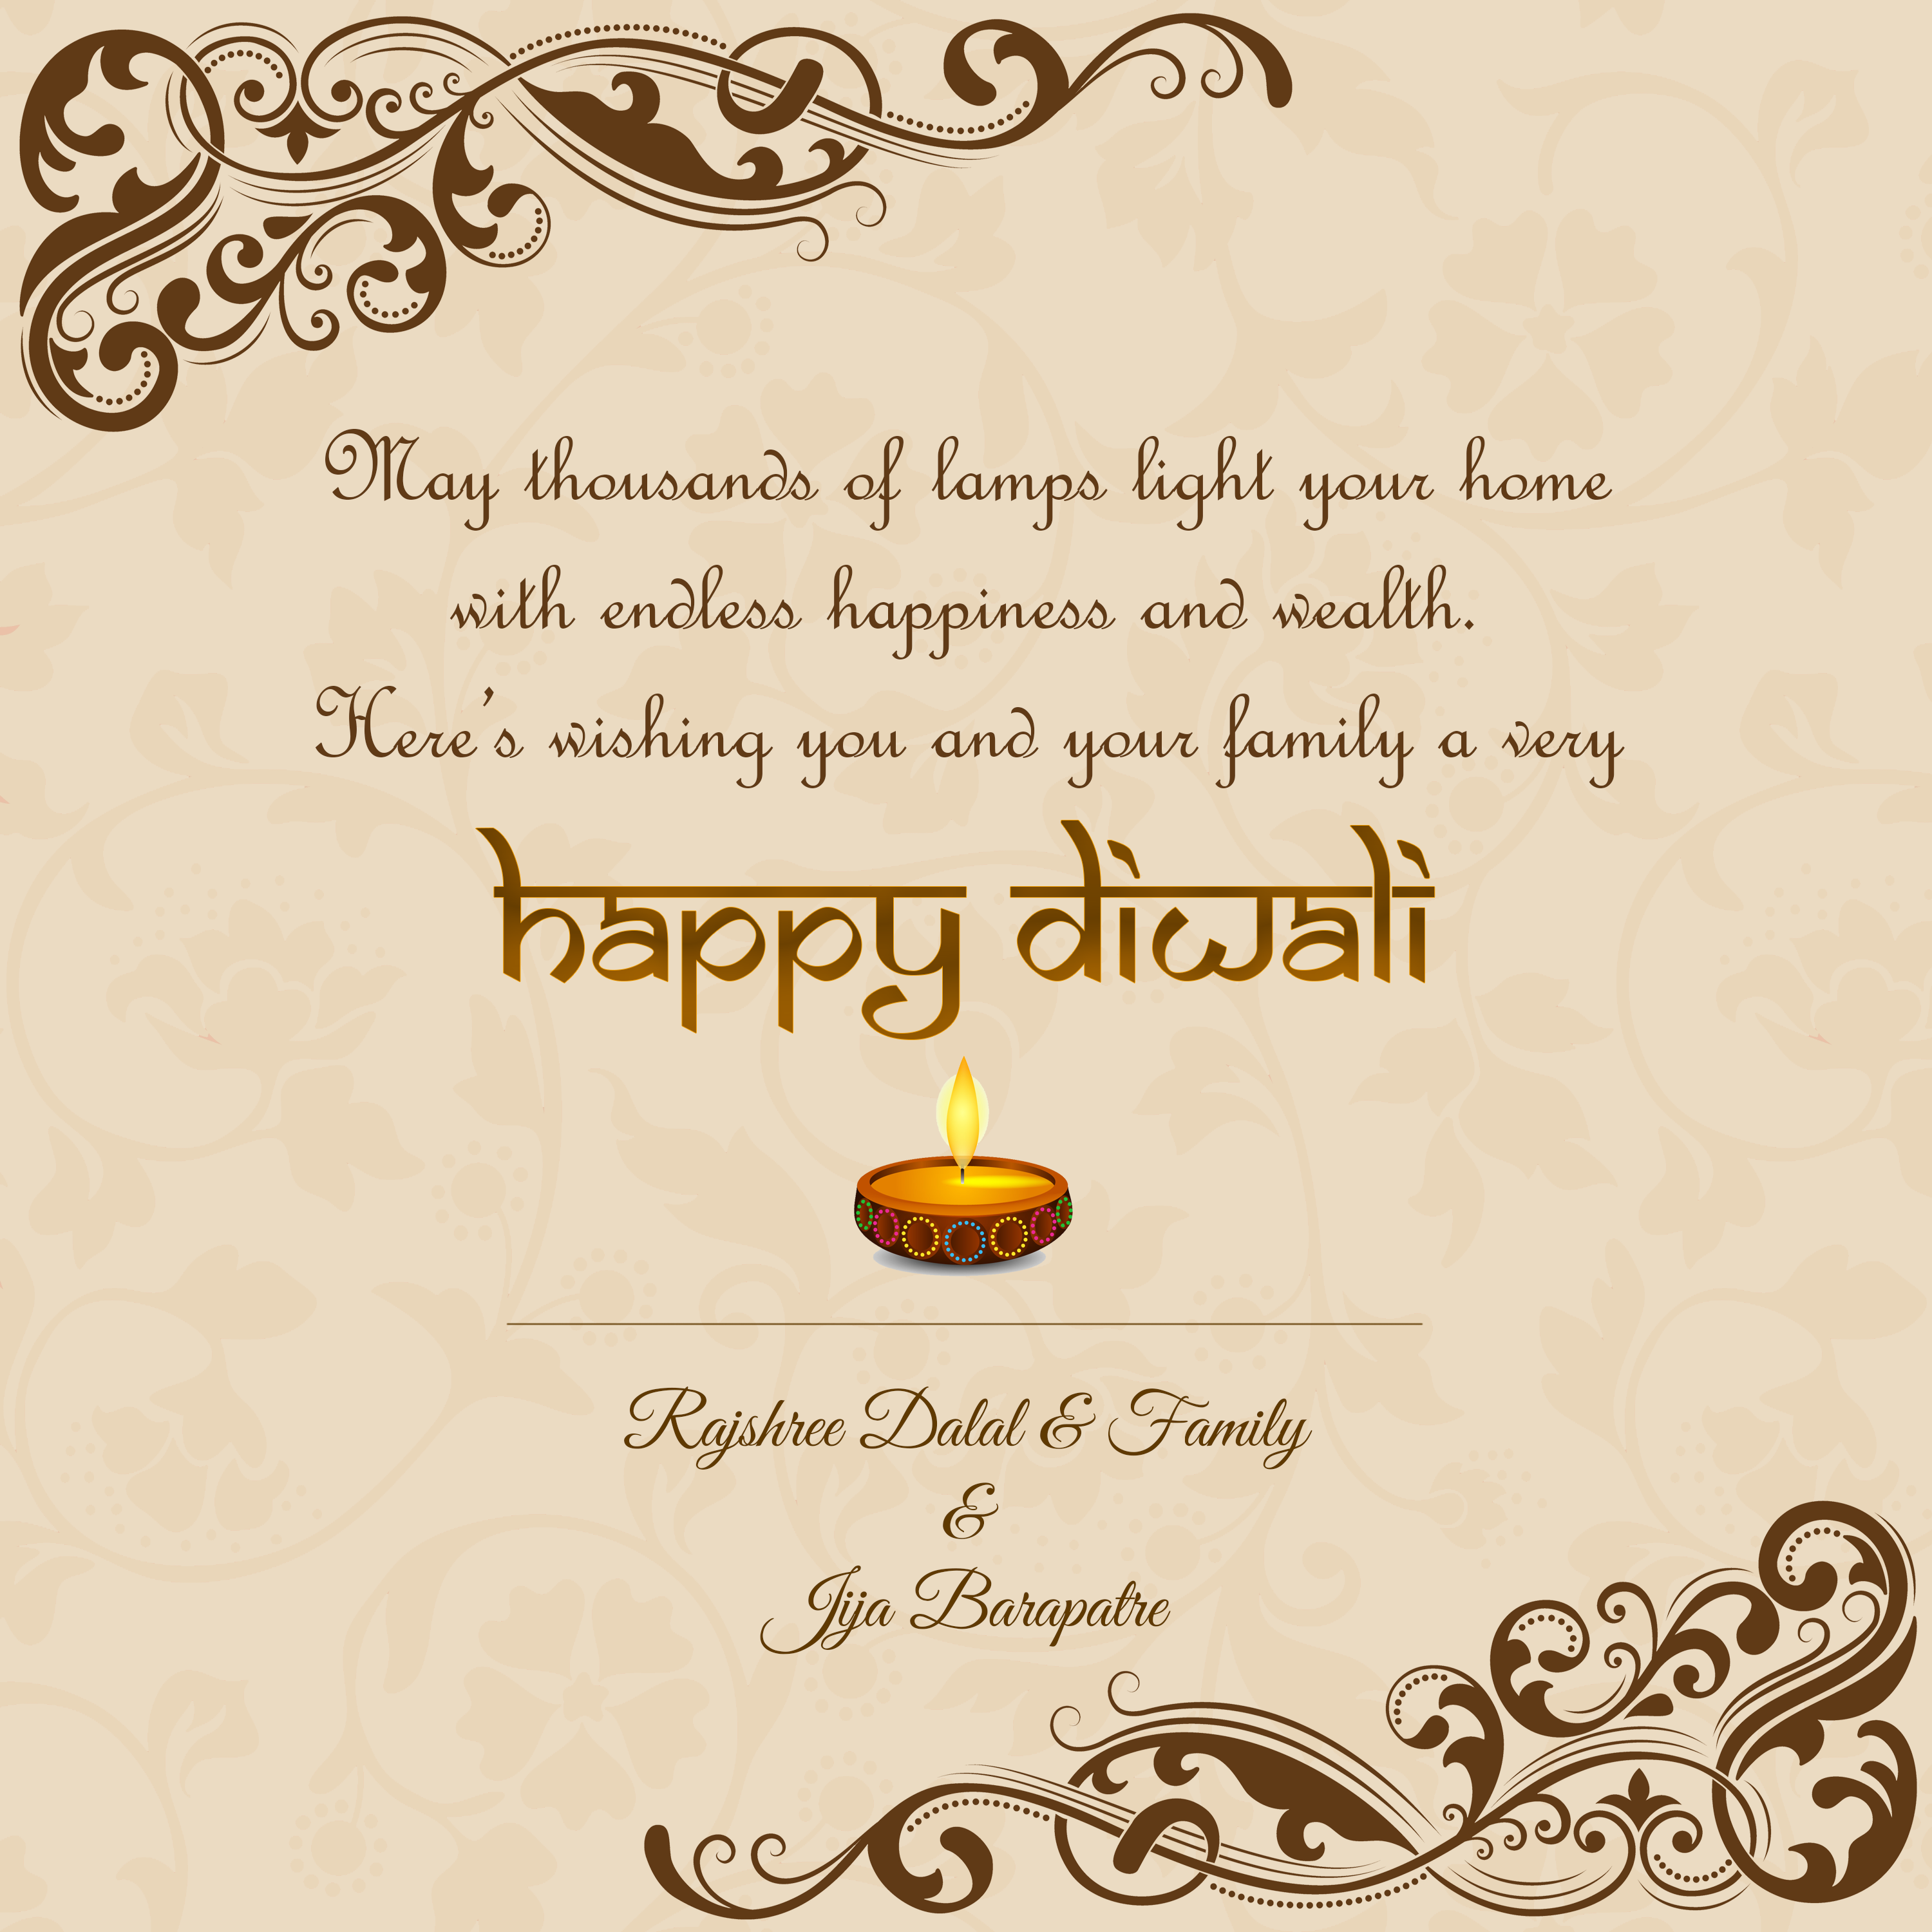 May thousands of lamps light your home
with endless happiness and wealth.
Here's wishing you and your family a very
happy diwali
Rajshree Dalal & Family
&
Jija Barapatre